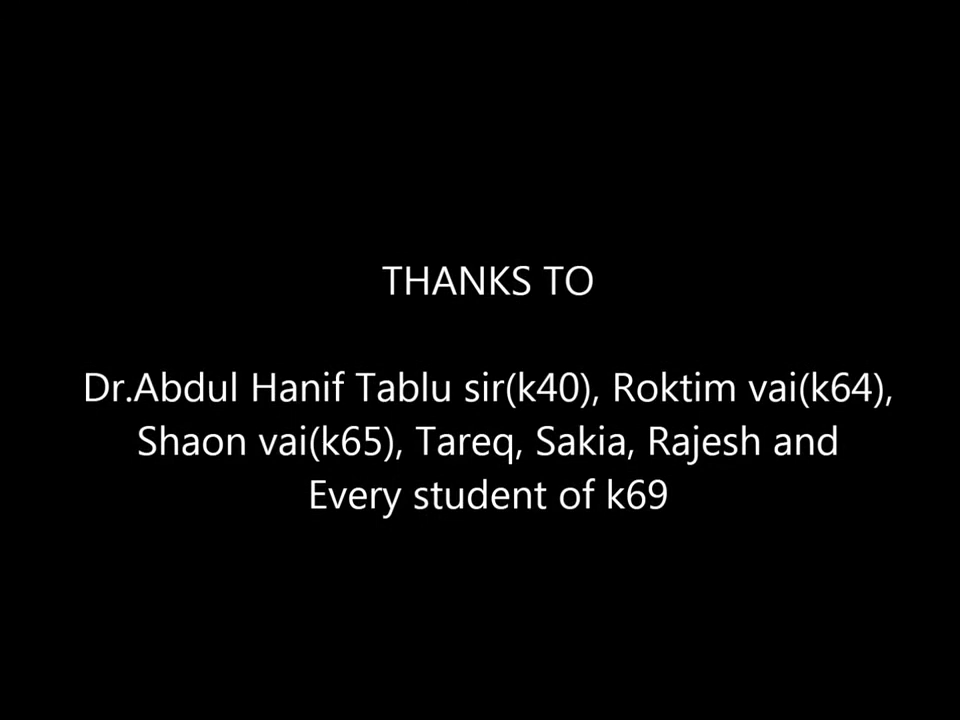 THANKS TO
Dr.Abdul Hanif Tablu sir(k40), Roktim vai(k64),
Shaon vai(k65), Tareq, Sakia, Rajesh and
Every student of k69